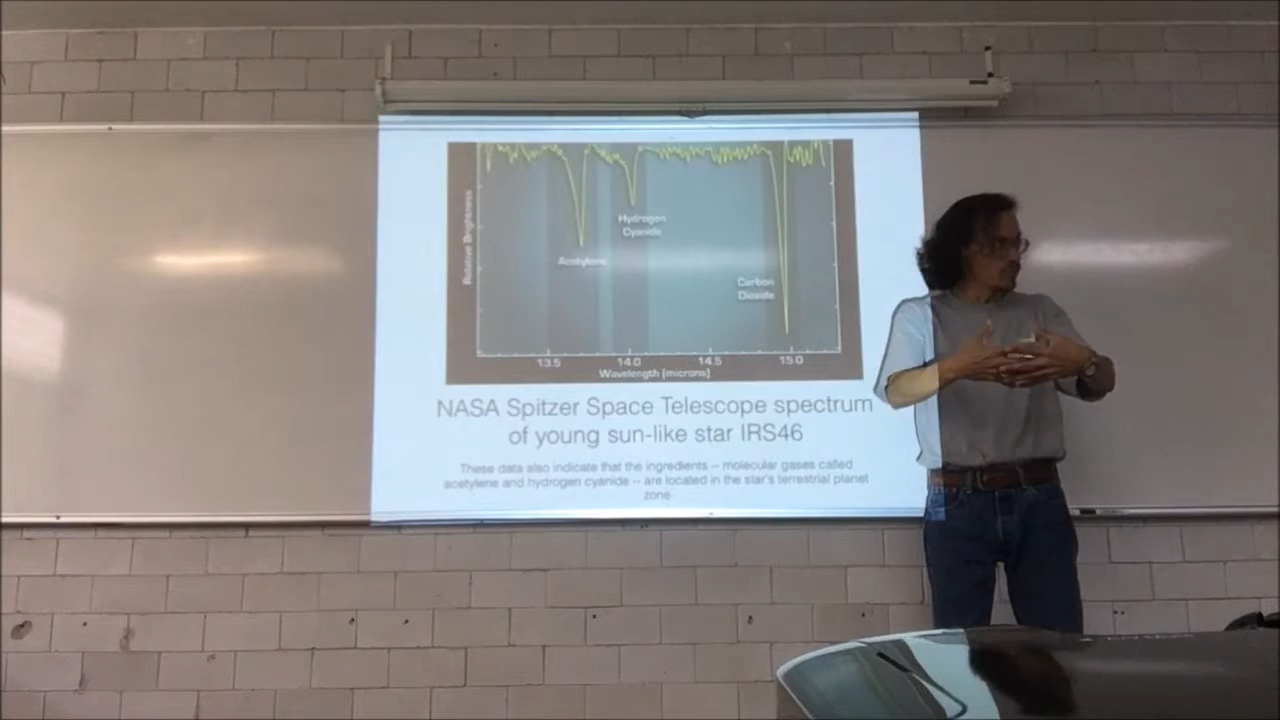 Relative Brightness
Hydrogen
Cyanide
Acetylene
Carbon
Dioxide
13.5 14.0 14.5 15.0
Wavelength (microns)
NASA Spitzer Space Telescope spectrum
of young sun-like star IRS46
These data also indicate that the ingredients -- molecular gases called
acetylene and hydrogen cyanide -- are located in the star's terrestrial planet
zone